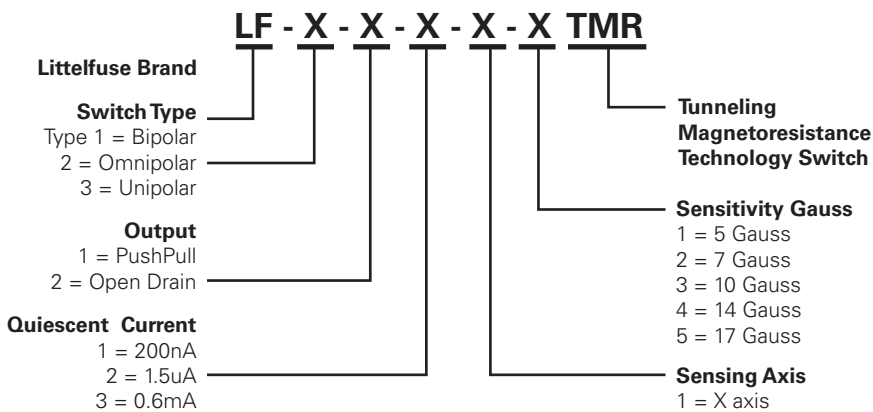 LF - X - X - X - X - X TMR
Littelfuse Brand
Switch Type
Type 1 = Bipolar
2 = Omnipolar
3 = Unipolar
Output
1 = PushPull
2 = Open Drain
Quiescent Current
1 = 200nA
2 = 1.5uA
3 = 0.6mA
Tunneling
Magnetoresistance
Technology Switch
Sensitivity Gauss
1 = 5 Gauss
2 = 7 Gauss
3 = 10 Gauss
4 = 14 Gauss
5 = 17 Gauss
Sensing Axis
1 = X axis